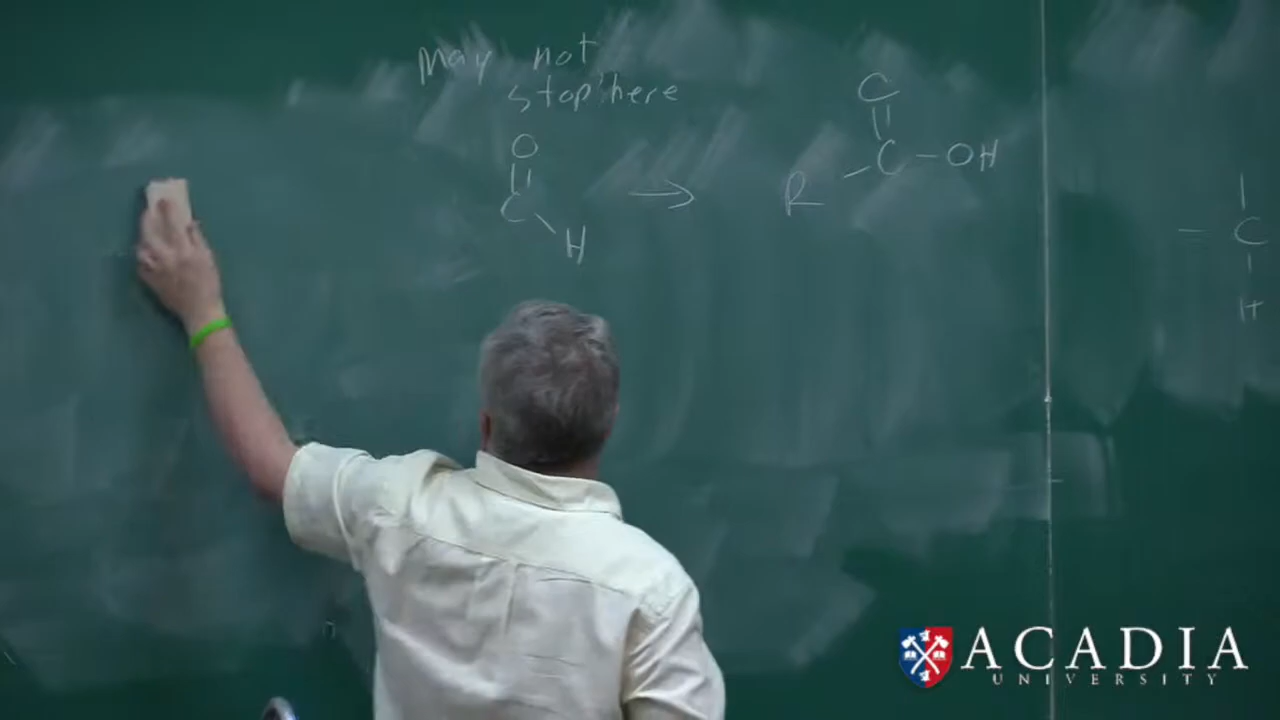 May not
stop here
O
||
C
H
→
C
||
R - C - OH
=
|
C
|
H
ACADIA
UNIVERSITY